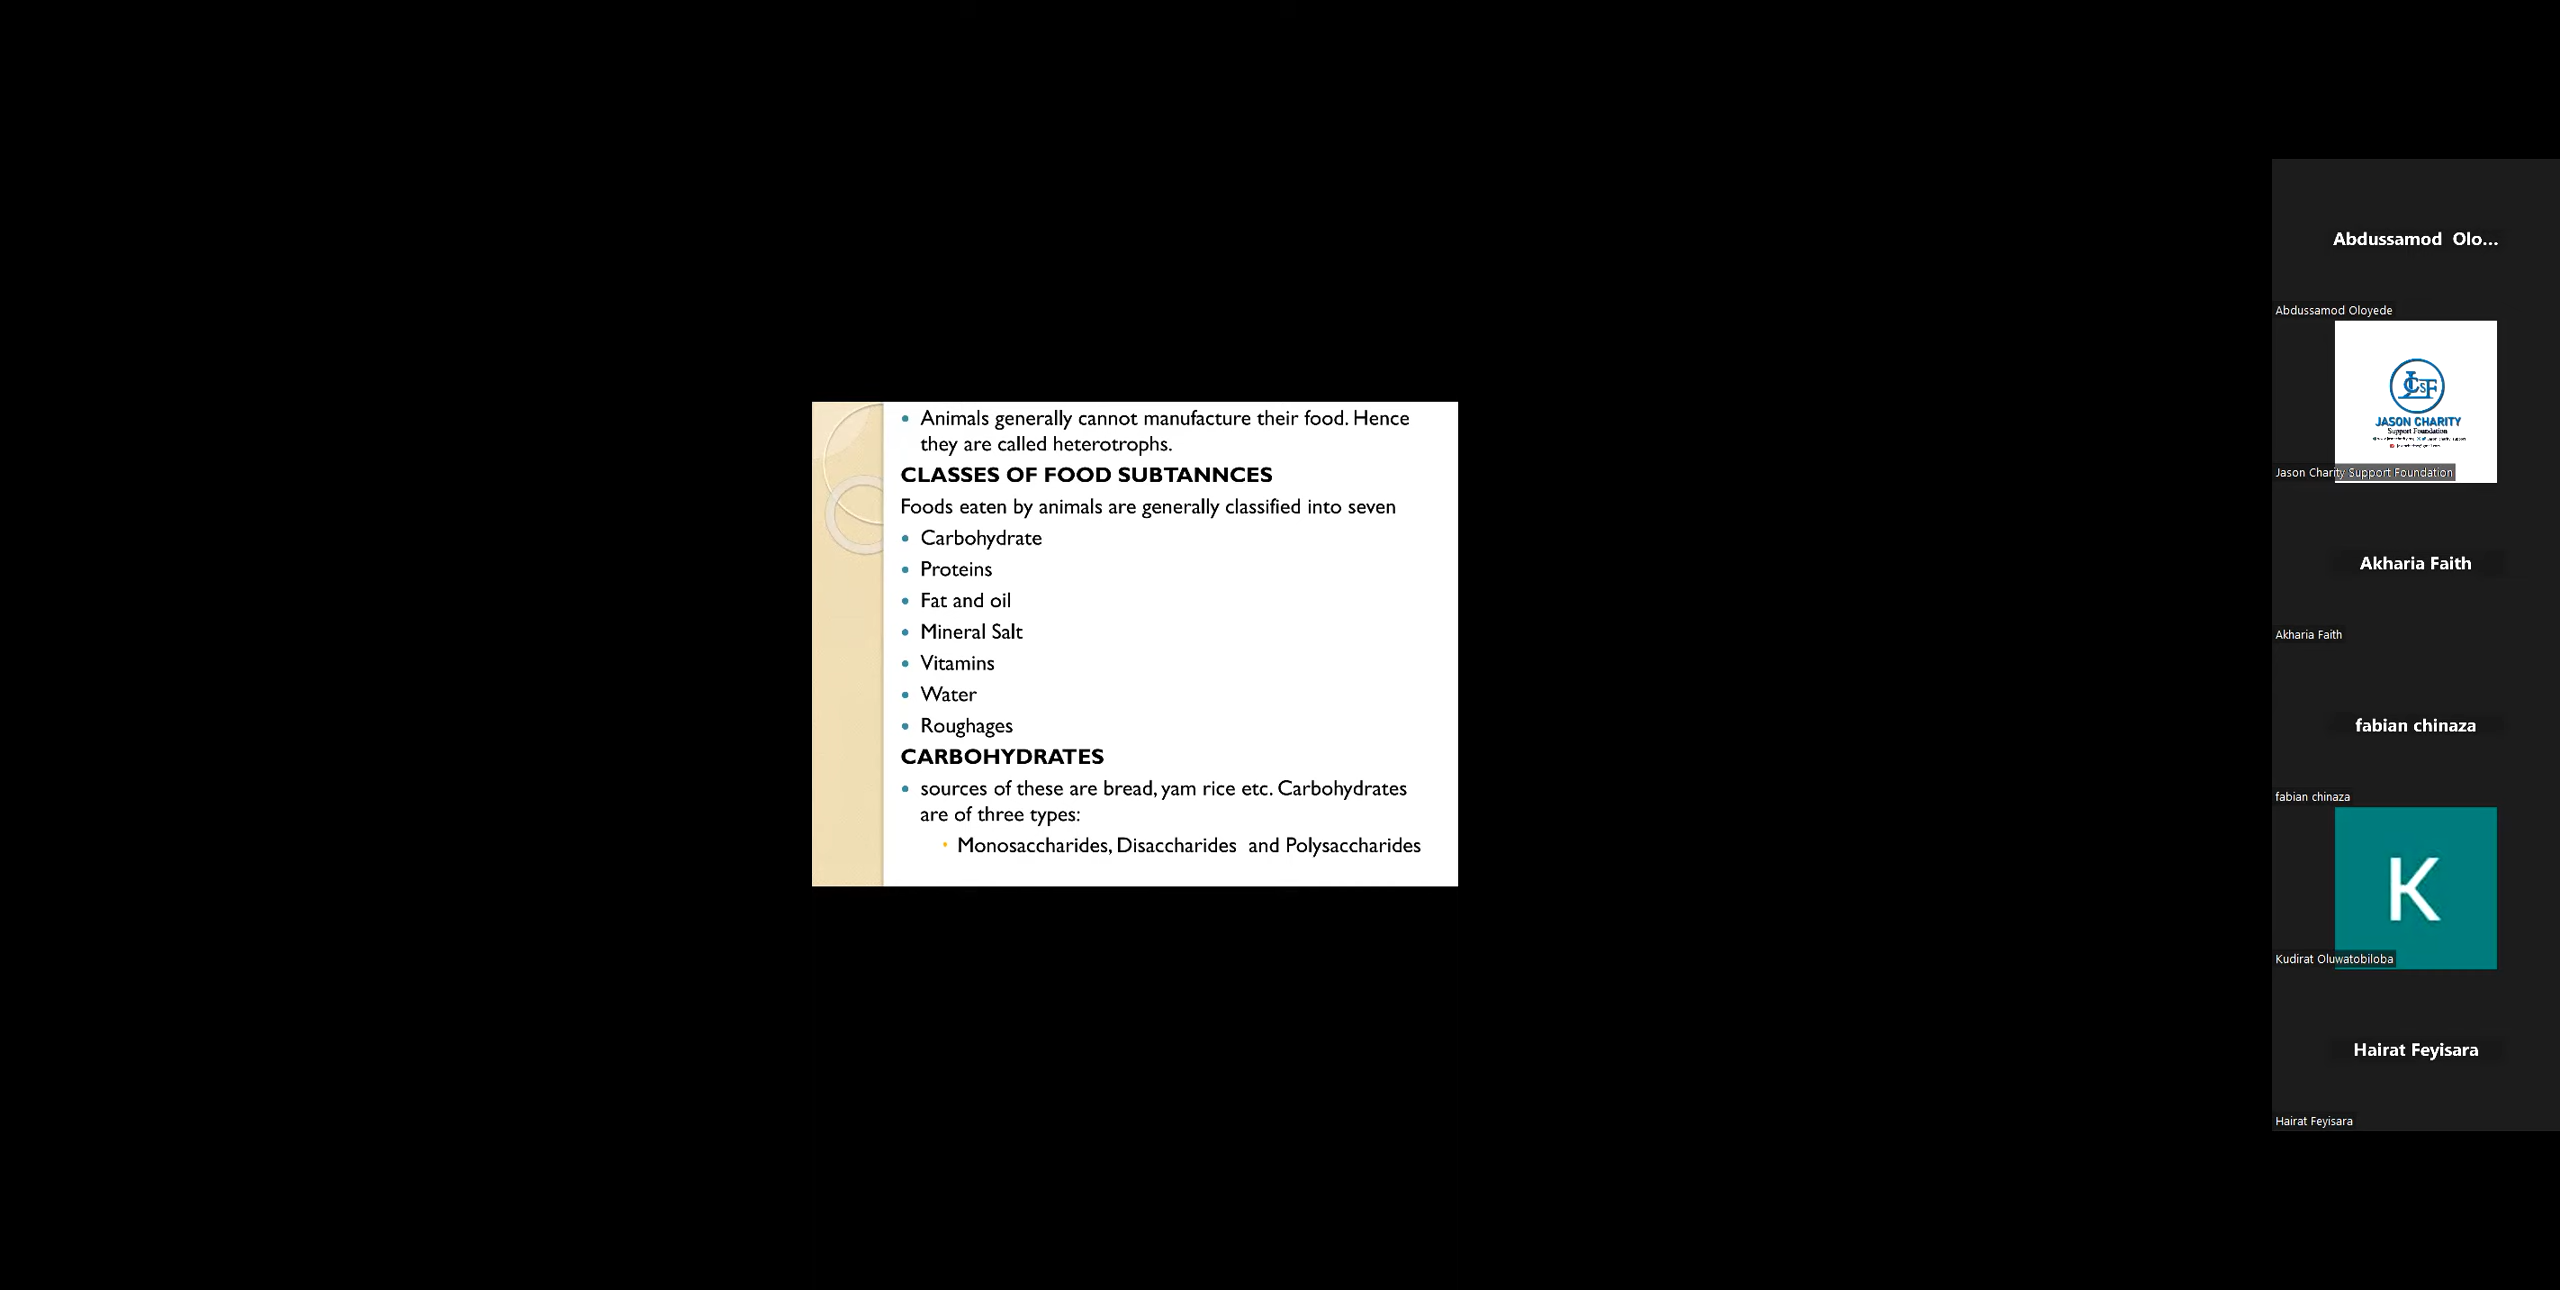 Animals generally cannot manufacture their food. Hence
they are called heterotrophs.
CLASSES OF FOOD SUBTANNCES
Foods eaten by animals are generally classified into seven
Carbohydrate
Proteins
Fat and oil
Mineral Salt
Vitamins
Water
Roughages
CARBOHYDRATES
sources of these are bread, yam rice etc. Carbohydrates
are of three types:
Monosaccharides, Disaccharides and Polysaccharides
Abdussamod Olo...
Abdussamod Oloyede
JCSF
JASON CHARITY
Support Foundation
Jason Charity Support Foundation
Akharia Faith
Akharia Faith
fabian chinaza
fabian chinaza
K
Kudirat Oluwatobiloba
Hairat Feyisara
Hairat Feyisara